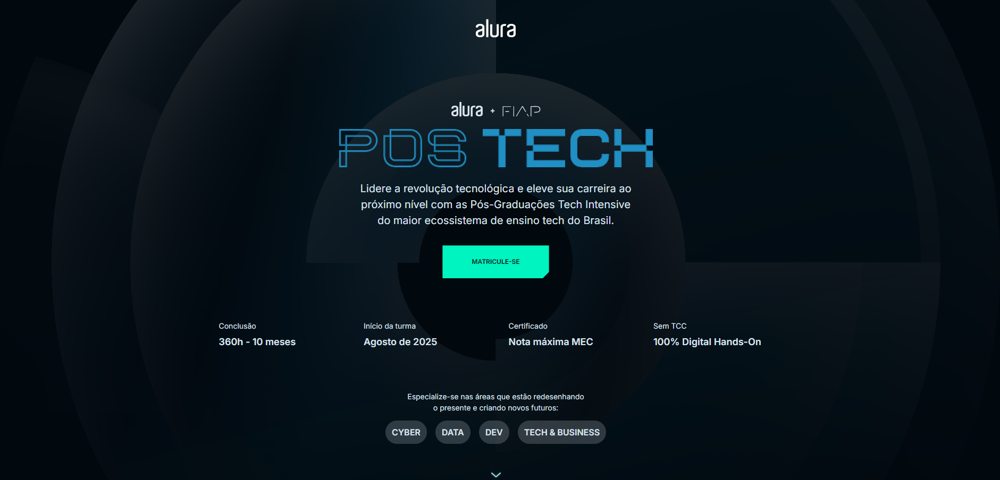 alura
alura + FIAP
POS TECH
Lidere a revolução tecnológica e eleve sua carreira ao
próximo nível com as Pós-Graduações Tech Intensive
do maior ecossistema de ensino tech do Brasil.
MATRICULE-SE
Conclusão
360h - 10 meses
Início da turma
Agosto de 2025
Certificado
Nota máxima MEC
Sem TCC
100% Digital Hands-On
Especialize-se nas áreas que estão redesenhando
o presente e criando novos futuros:
CYBER
DATA
DEV
TECH & BUSINESS